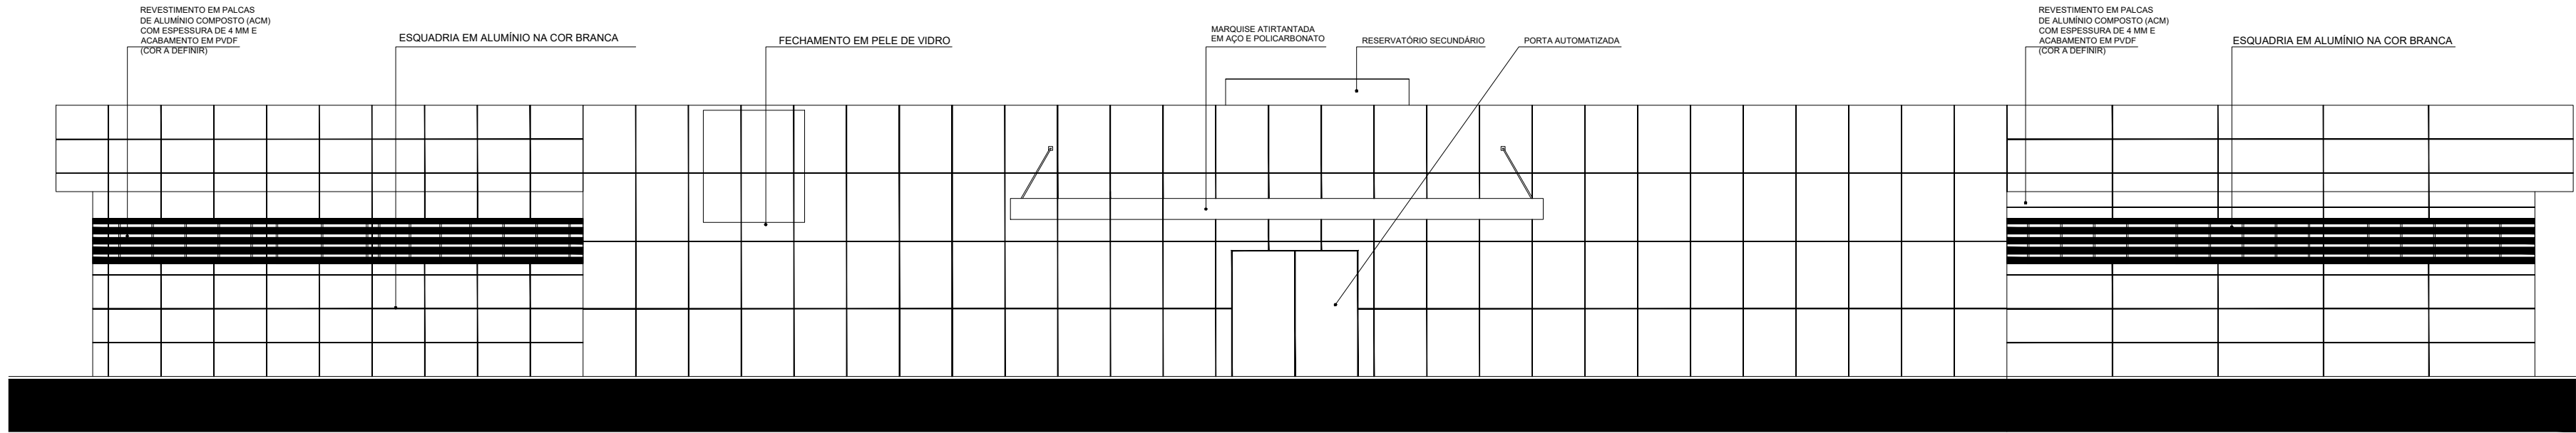 REVESTIMENTO EM PALCAS
DE ALUMÍNIO COMPOSTO (ACM)
COM ESPESSURA DE 4 MM E
ACABAMENTO EM PVDF
(COR A DEFINIR)
ESQUADRIA EM ALUMÍNIO NA COR BRANCA
FECHAMENTO EM PELE DE VIDRO
MARQUISE ATIRTANTADA
EM AÇO E POLICARBONATO
RESERVATÓRIO SECUNDÁRIO
PORTA AUTOMATIZADA
REVESTIMENTO EM PALCAS
DE ALUMÍNIO COMPOSTO (ACM)
COM ESPESSURA DE 4 MM E
ACABAMENTO EM PVDF
(COR A DEFINIR)
ESQUADRIA EM ALUMÍNIO NA COR BRANCA